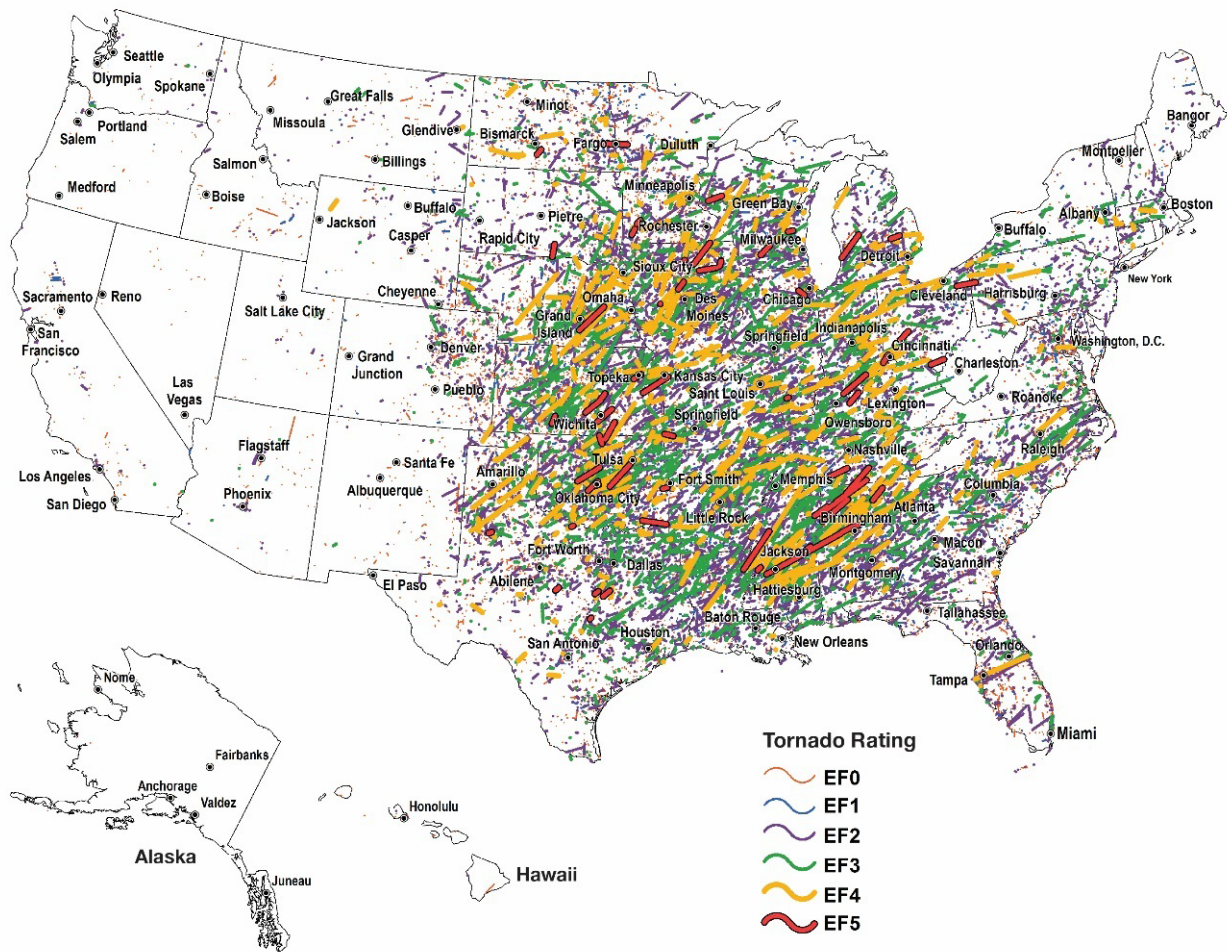 Seattle
Olympia
Spokane
Portland
Salem
Medford
Great Falls
Missoula
Glendive
Salmon
Billings
Boise
Jackson
Buffalo
Casper
Cheyenne
Minot
Bismarck
Fargo
Duluth
Pierre
Rapid City
Minneapolis
Rochester
Green Bay
Milwaukee
Sioux City
Detroit
Buffalo
Albany
Montpelier
Bangor
Boston
New York
Sacramento
San
Francisco
Reno
Salt Lake City
Las
Vegas
Grand
Junction
Denver
Pueblo
Omaha
Grand
Island
Des
Moines
Chicago
Cleveland
Harrisburg
Springfield
Indianapolis
Cincinnati
Washington, D.C.
Charleston
Topeka
Kansas City
Saint Louis
Lexington
Roanoke
Wichita
Springfield
Owensboro
Nashville
Raleigh
Los Angeles
San Diego
Flagstaff
Phoenix
Santa Fe
Albuquerque
Amarillo
Tulsa
Oklahoma City
Fort Smith
Memphis
Little Rock
Columbia
Atlanta
Birmingham
El Paso
Fort Worth
Dallas
Abilene
Jackson
Macon
Savannah
Montgomery
Hattiesburg
Tallahassee
Baton Rouge
New Orleans
San Antonio
Houston
Orlando
Tampa
Miami
Nome
Fairbanks
Anchorage
Valdez
Juneau
Alaska
Honolulu
Hawaii
Tornado Rating
EF0
EF1
EF2
EF3
EF4
EF5